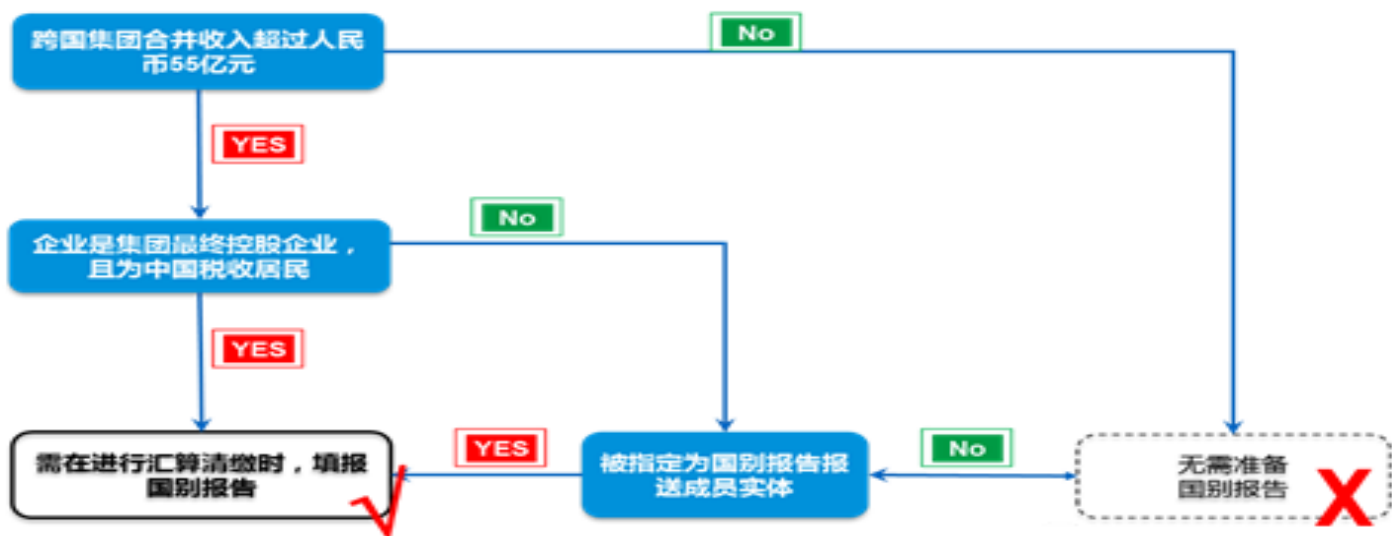 跨国集团合并收入超过人民
币55亿元
No
YES
企业是集团最终控股企业，
且为中国税收居民
No
YES
需在进行汇算清缴时，填报
国别报告
YES
被指定为国别报告报
送成员实体
No
无需准备
国别报告
X